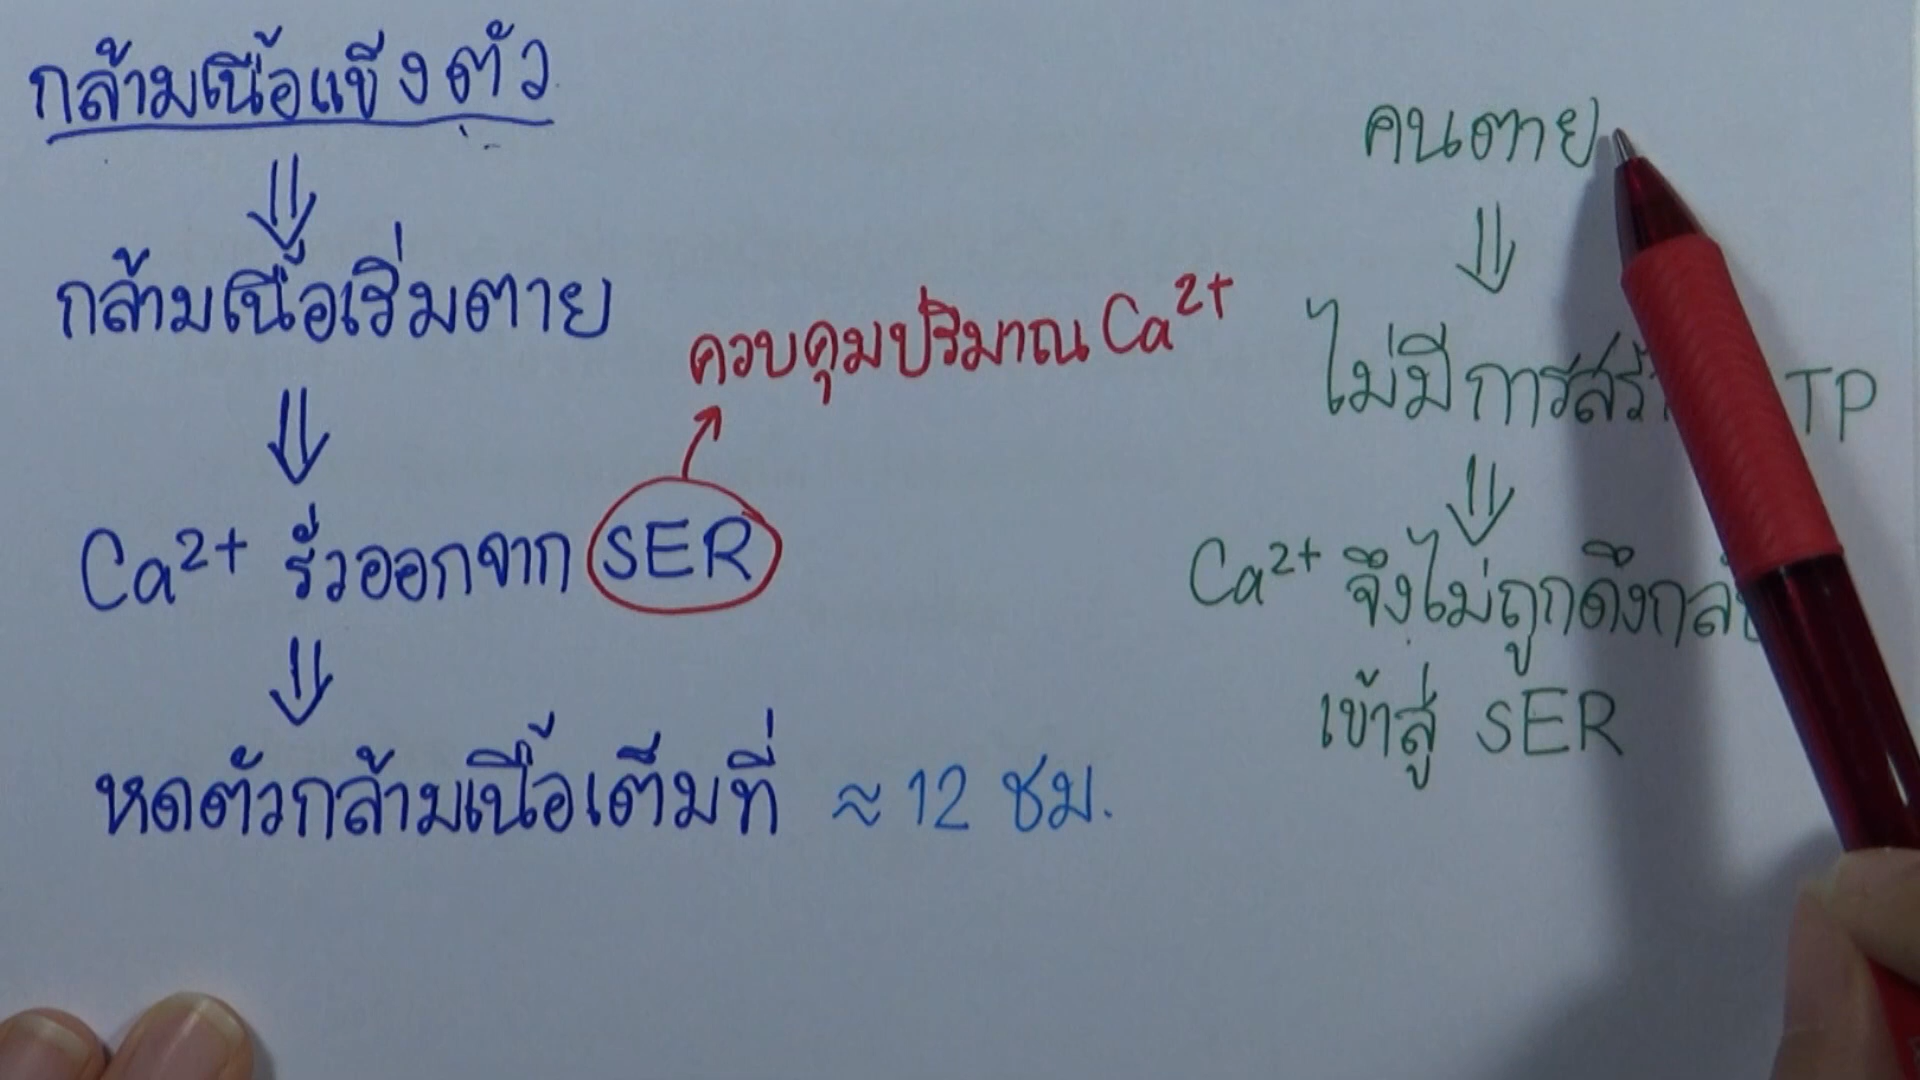 กล้ามเนื้อแข็งตัว
กล้ามเนื้อเริ่มตาย
Ca²⁺ รั่วออกจาก SER
ควบคุมปริมาณ Ca²⁺
หดตัวกล้ามเนื้อเต็มที่ ≈ 12 ชม.
คนตาย
ไม่มีการ TP
Ca²⁺ จึงไม่ถูกดึง
เข้าสู่ SER